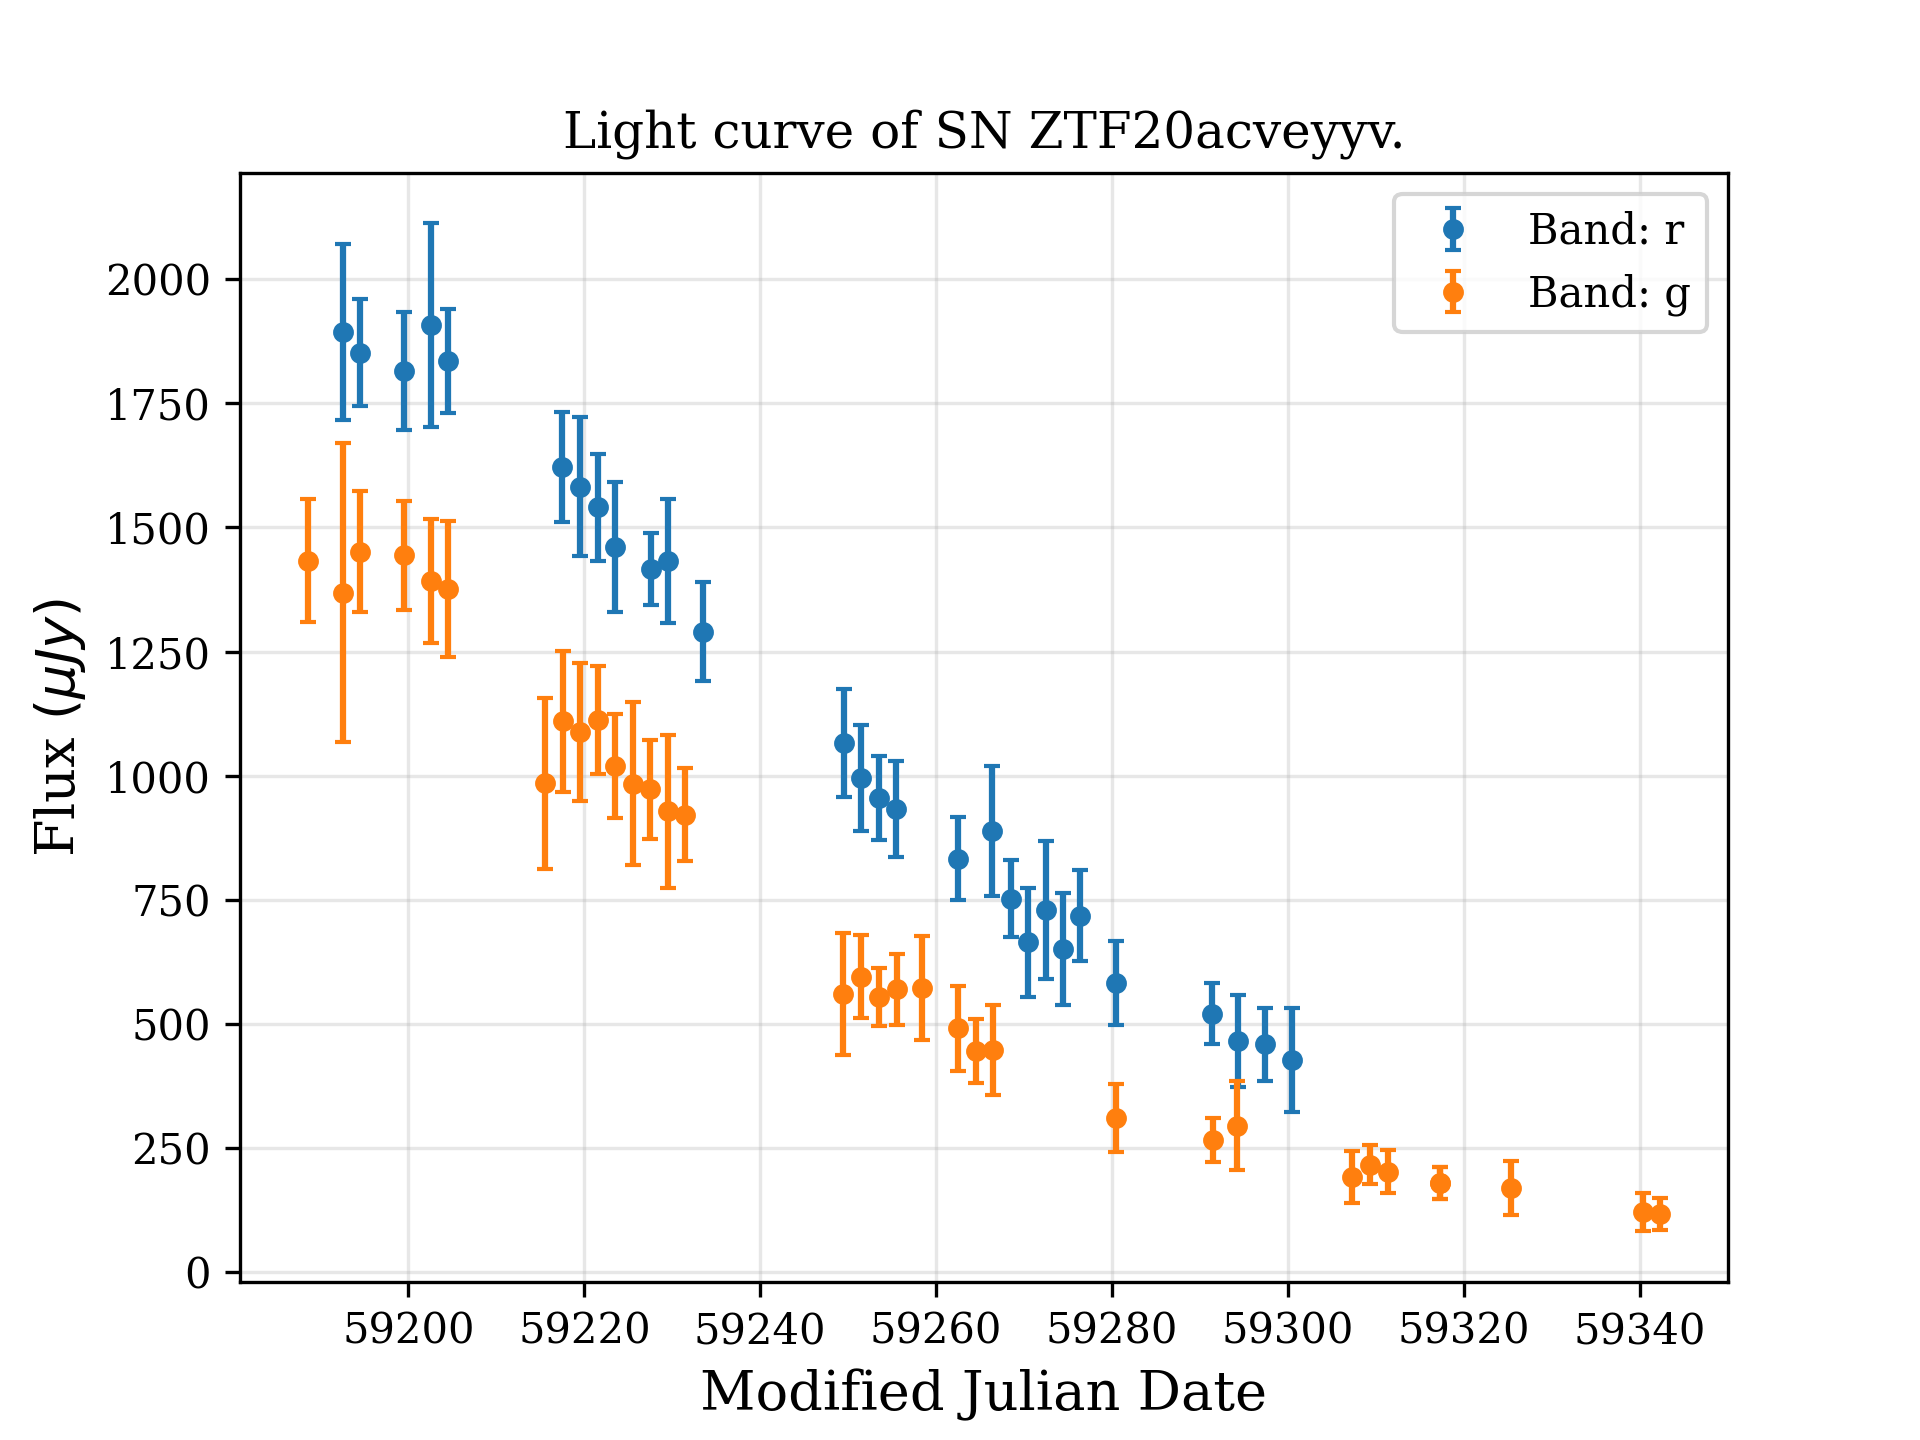 Light curve of SN ZTF20acveyyv.
Band: r
Band: g
2000
1750
1500
1250
1000
750
500
250
0
Flux (μJy)
59200 59220 59240 59260 59280 59300 59320 59340
Modified Julian Date